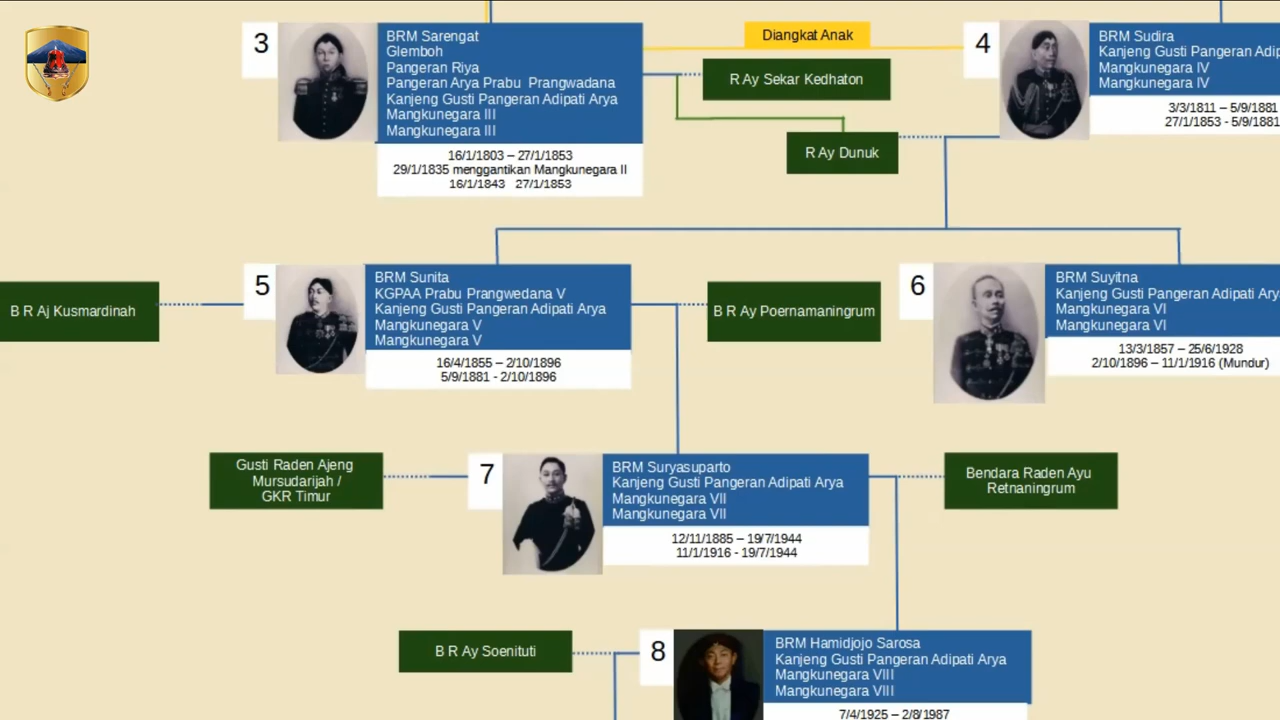 3
BRM Sarengat
Glemboh
Pangeran Riya
Pangeran Arya Prabu Prangwadana
Kanjeng Gusti Pangeran Adipati Arya
Mangkunegara III
Mangkunegara III
16/1/1803 – 27/1/1853
29/1/1835 menggantikan Mangkunegara II
16/1/1843 27/1/1853
Diangkat Anak
R Ay Sekar Kedhaton
R Ay Dunuk
4
BRM Sudira
Kanjeng Gusti Pangeran Adip
Mangkunegara IV
Mangkunegara IV
3/3/1811 – 5/9/1881
27/1/1853 - 5/9/1881
B R Aj Kusmardinah
5
BRM Sunita
KGPAA Prabu Prangwedana V
Kanjeng Gusti Pangeran Adipati Arya
Mangkunegara V
Mangkunegara V
16/4/1855 – 2/10/1896
5/9/1881 - 2/10/1896
B R Ay Poernamaningrum
6
BRM Suyitna
Kanjeng Gusti Pangeran Adipati Ary
Mangkunegara VI
Mangkunegara VI
13/3/1857 – 25/6/1928
2/10/1896 – 11/1/1916 (Mundur)
Gusti Raden Ajeng
Mursudarijah /
GKR Timur
7
BRM Suryasuparto
Kanjeng Gusti Pangeran Adipati Arya
Mangkunegara VII
Mangkunegara VII
12/11/1885 – 19/7/1944
11/1/1916 - 19/7/1944
Bendara Raden Ayu
Retnaningrum
B R Ay Soenituti
8
BRM Hamidjojo Sarosa
Kanjeng Gusti Pangeran Adipati Arya
Mangkunegara VIII
Mangkunegara VIII
7/4/1925 – 2/8/1987